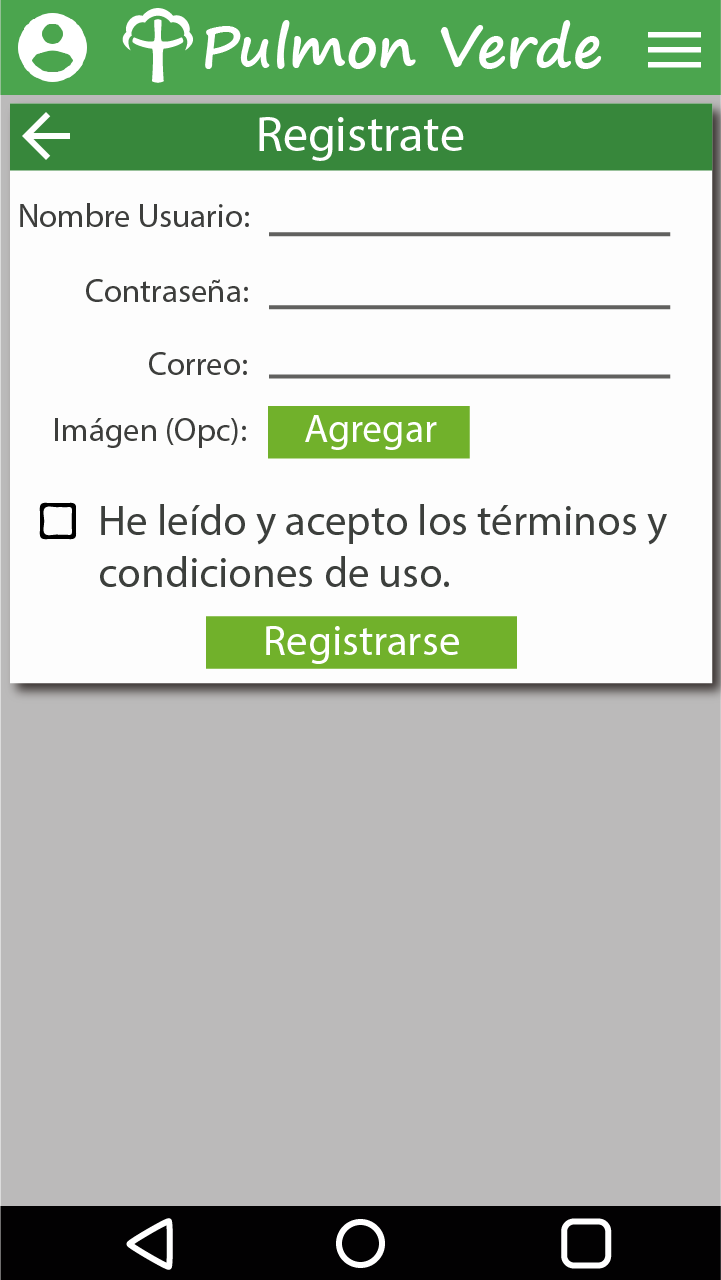 Pulmon Verde
Registrate
Nombre Usuario:
Contraseña:
Correo:
Imágen (Opc): Agregar
He leído y acepto los términos y
condiciones de uso.
Registrarse